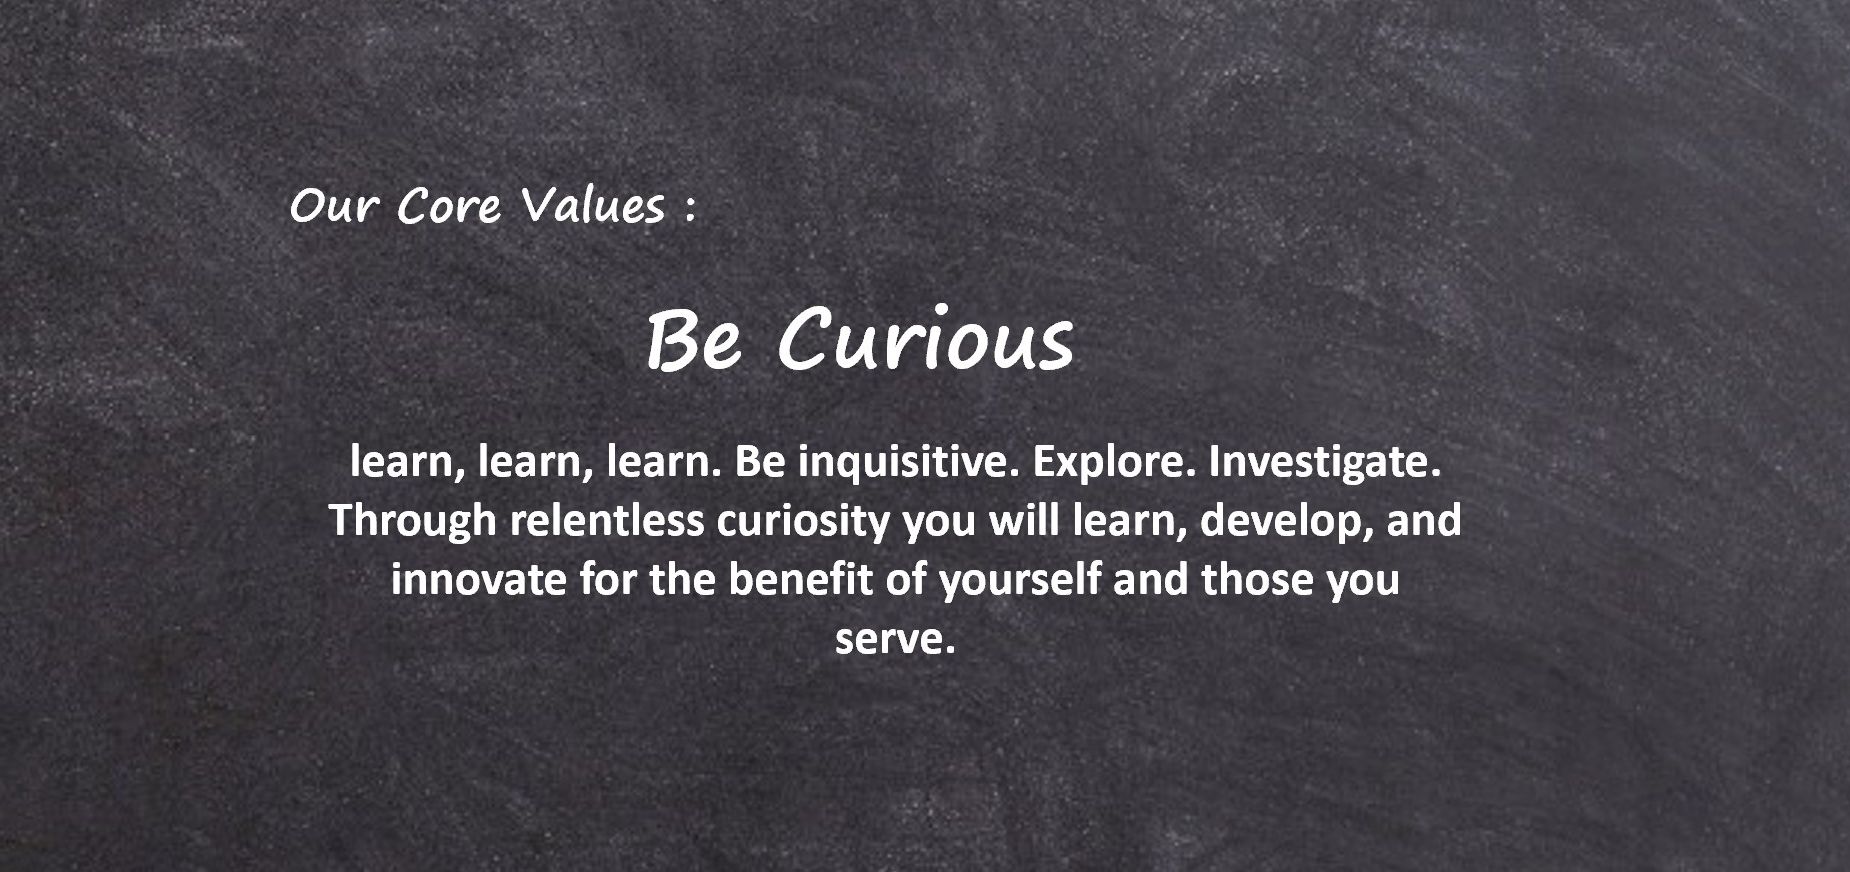 Our Core Values :
Be Curious
learn, learn, learn. Be inquisitive. Explore. Investigate.
Through relentless curiosity you will learn, develop, and
innovate for the benefit of yourself and those you
serve.